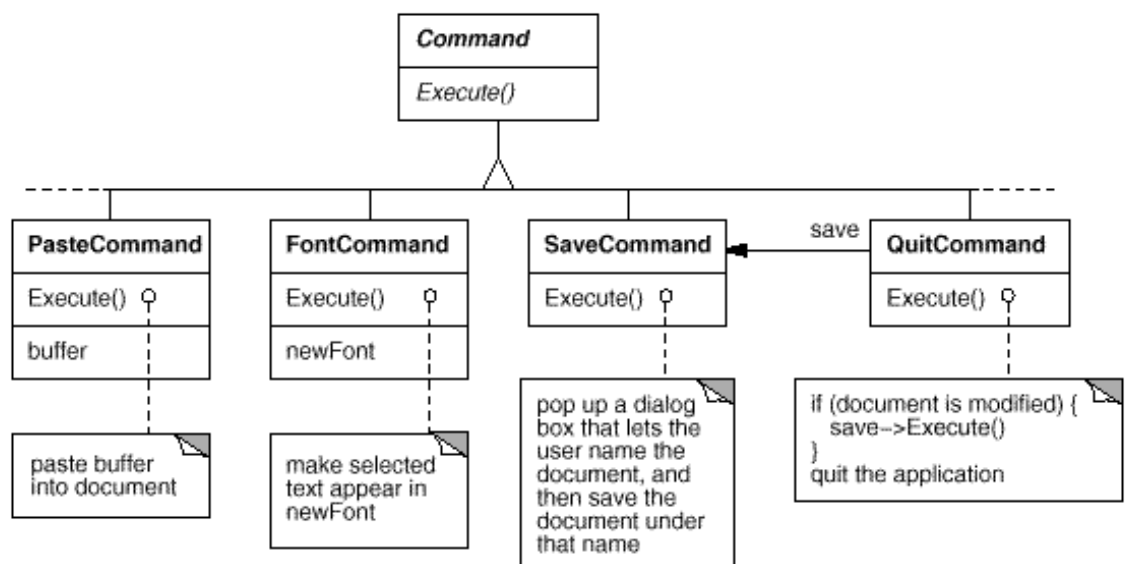 Command
Execute()
PasteCommand
Execute()
buffer
paste buffer
into document
FontCommand
Execute()
newFont
make selected
text appear in
newFont
SaveCommand
Execute()
pop up a dialog
box that lets the
user name the
document, and
then save the
document under
that name
save
QuitCommand
Execute()
if (document is modified) {
save–>Execute()
}
quit the application